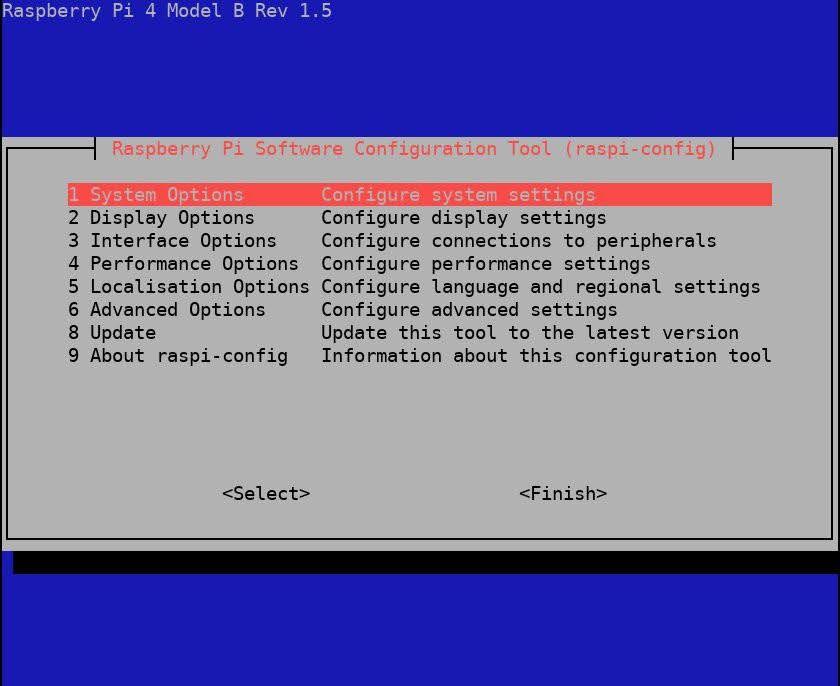 Raspberry Pi 4 Model B Rev 1.5
Raspberry Pi Software Configuration Tool (raspi-config)
1 System Options Configure system settings
2 Display Options Configure display settings
3 Interface Options Configure connections to peripherals
4 Performance Options Configure performance settings
5 Localisation Options Configure language and regional settings
6 Advanced Options Configure advanced settings
8 Update Update this tool to the latest version
9 About raspi-config Information about this configuration tool
<Select> <Finish>